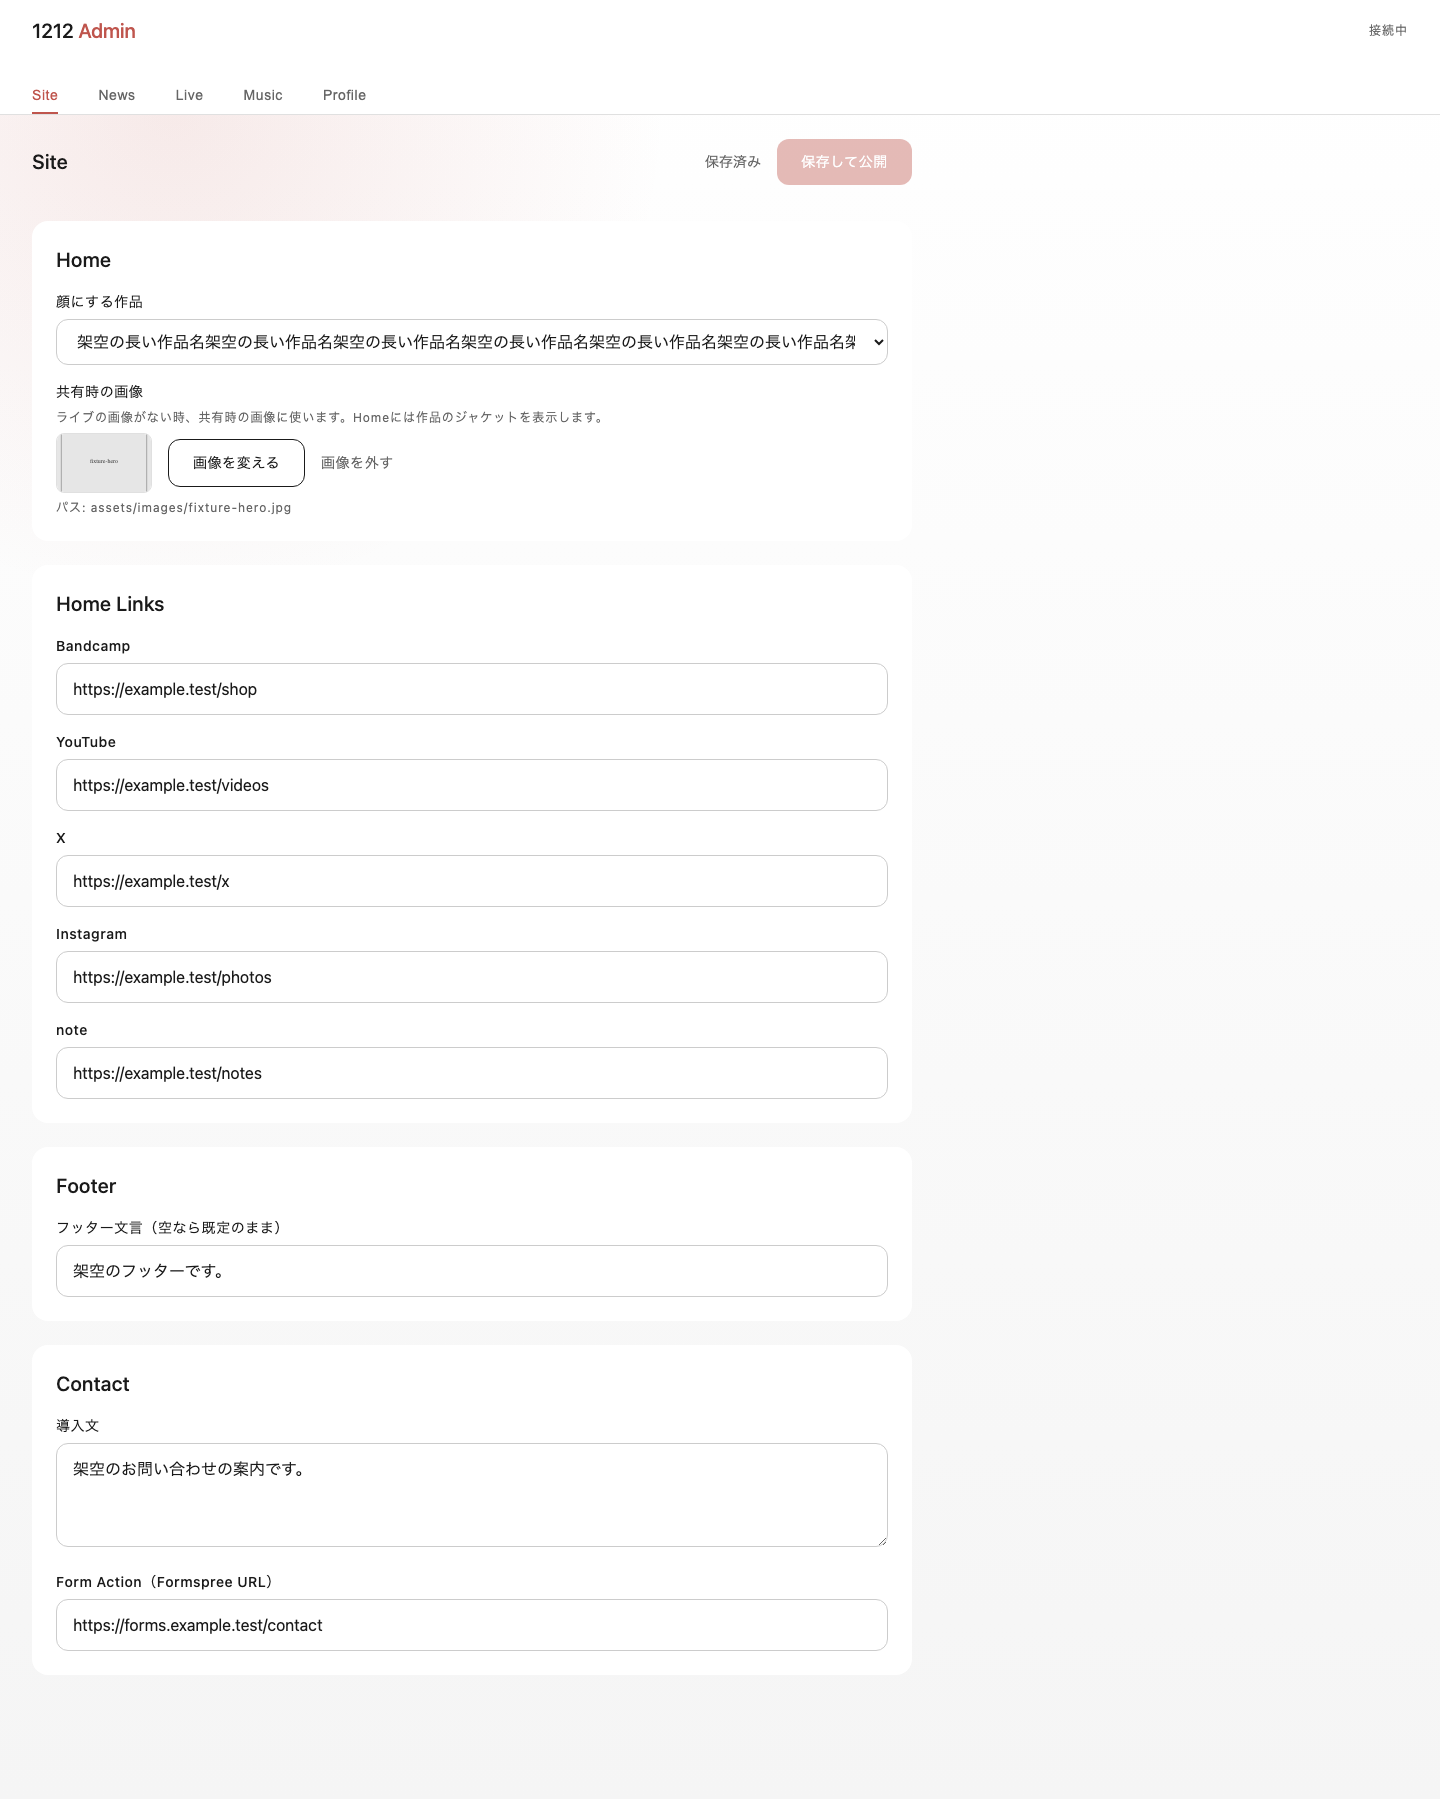 1212 Admin
接続中
Site
News
Live
Music
Profile
Site
保存済み
保存して公開
Home
顔にする作品
架空の長い作品名架空の長い作品名架空の長い作品名架空の長い作品名架空の長い作品名架空の長い作品名架
共有時の画像
ライブの画像がない時、共有時の画像に使います。Homeには作品のジャケットを表示します。
fixture-hero
画像を変える
画像を外す
パス: assets/images/fixture-hero.jpg
Home Links
Bandcamp
https://example.test/shop
YouTube
https://example.test/videos
X
https://example.test/x
Instagram
https://example.test/photos
note
https://example.test/notes
Footer
フッター文言（空なら既定のまま）
架空のフッターです。
Contact
導入文
架空のお問い合わせの案内です。
Form Action（Formspree URL）
https://forms.example.test/contact